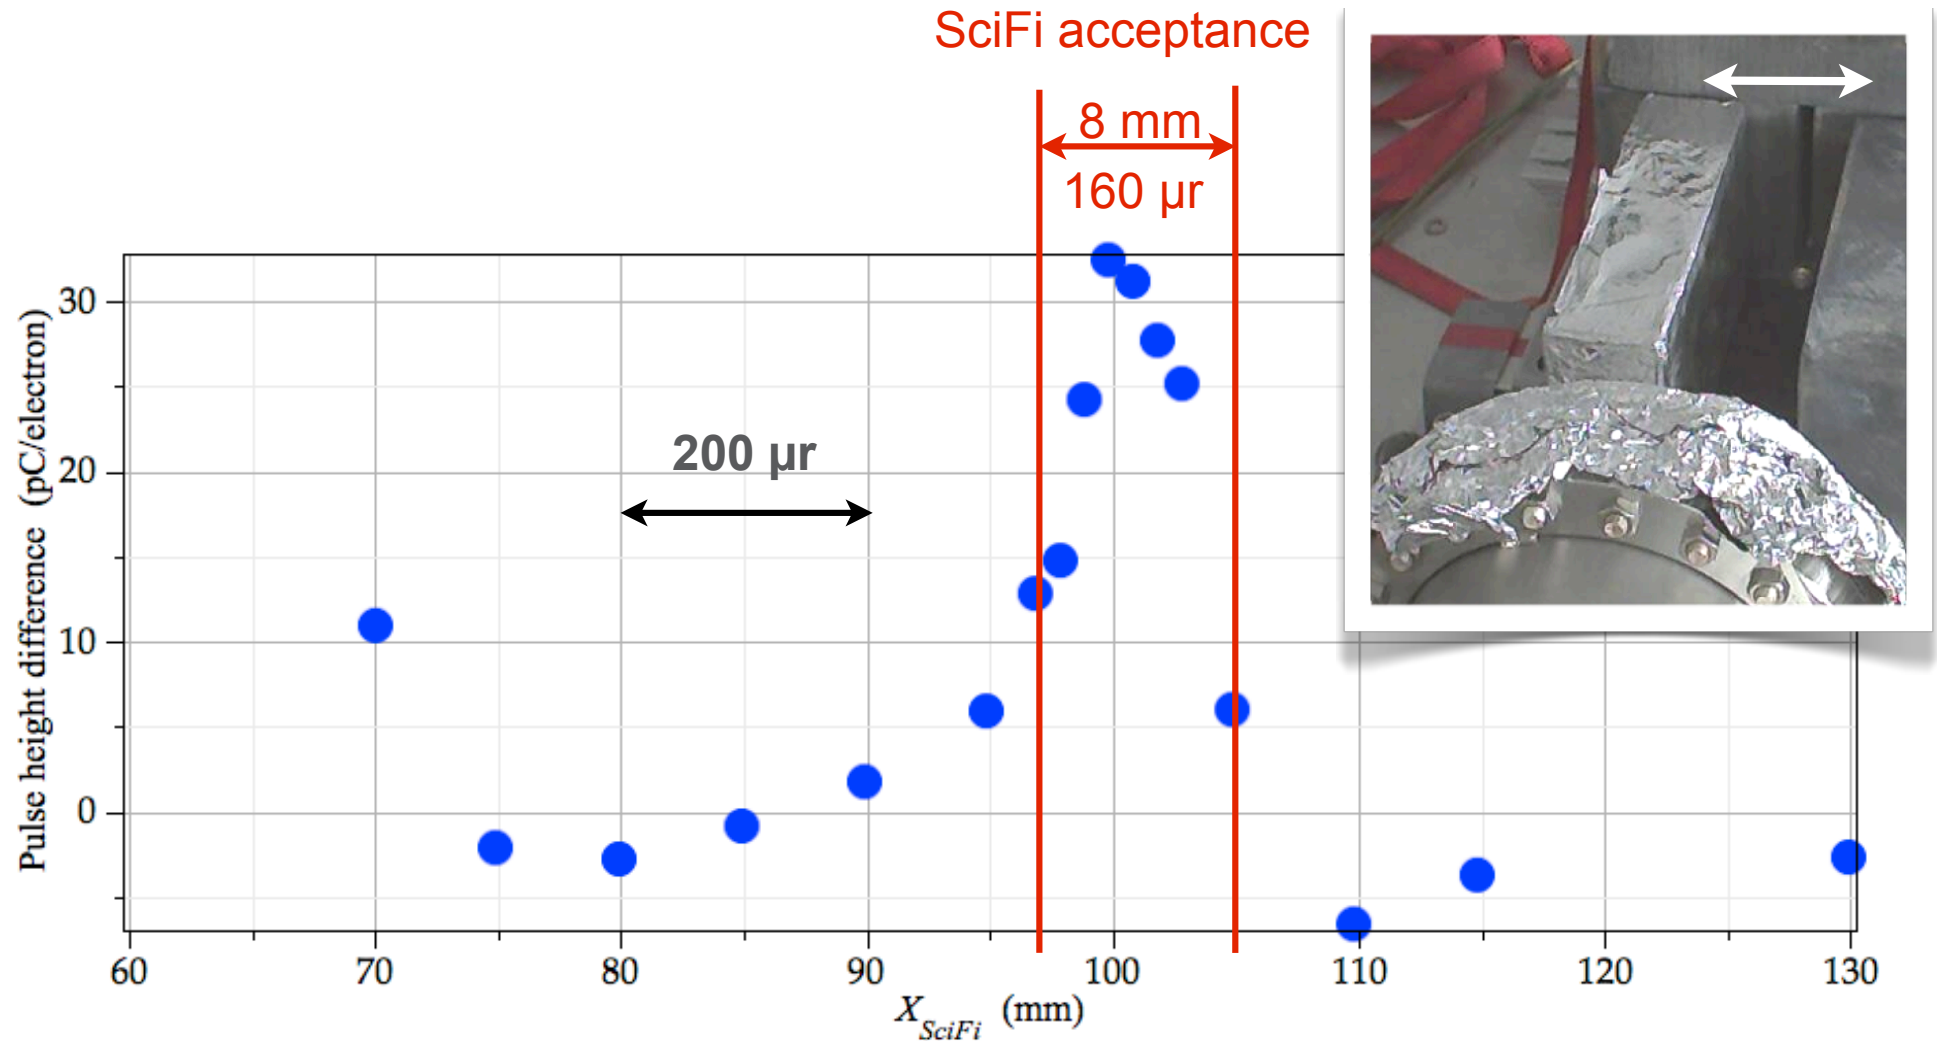 SciFi acceptance
8 mm
160 µr
200 µr
Pulse height difference (pC/electron)
30
20
10
0
60 70 80 90 100 110 120 130
X_SciFi (mm)